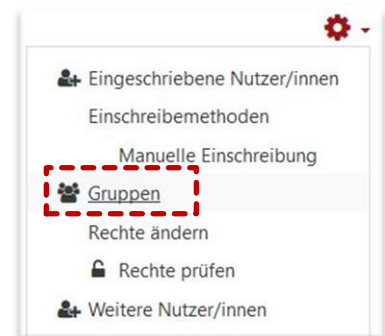 Eingeschriebene Nutzer/innen
Einschreibemethoden
Manuelle Einschreibung
Gruppen
Rechte ändern
Rechte prüfen
Weitere Nutzer/innen